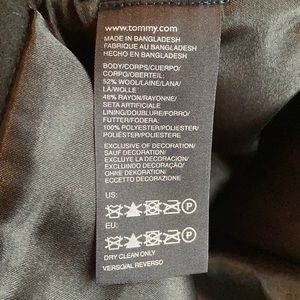 www.tommy.com
MADE IN BANGLADESH
FABRIQUE AU BANGLADESH
HECHO EN BANGLADESH
BODY/CORPS/CUERPO/
CORPO/OBERTEIL:
52% WOOL/LAINE/LANA/
LÃ/WOLLE
48% RAYON/RAYONNE/
SETA ARTIFICIALE
LINING/DOUBLURE/FORRO/
FUTTER/FODERA:
100% POLYESTER/POLIESTER/
POLIÉSTER/POLIESTERE
EXCLUSIVE OF DECORATION/
SAUF DECORATION/
EXCLUYE LA DECORACION/
OHNE DEKORATION/
ECCETTO DECORAZIONE
US:
P
EU:
P
DRY CLEAN ONLY
VERSO/AL REVERSO